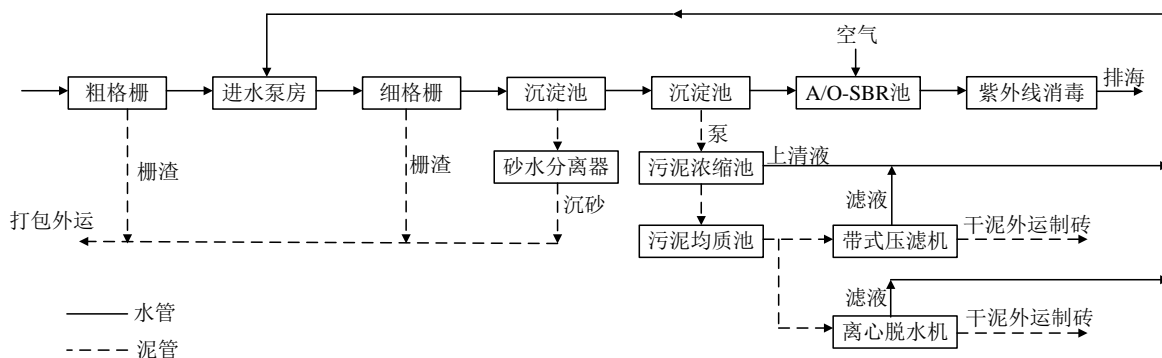 空气
粗格栅
进水泵房
细格栅
沉淀池
沉淀池
A/O-SBR池
紫外线消毒
排海
泵
栅渣
栅渣
砂水分离器
污泥浓缩池
上清液
沉砂
滤液
打包外运
污泥均质池
带式压滤机
干泥外运制砖
滤液
水管
离心脱水机
干泥外运制砖
泥管